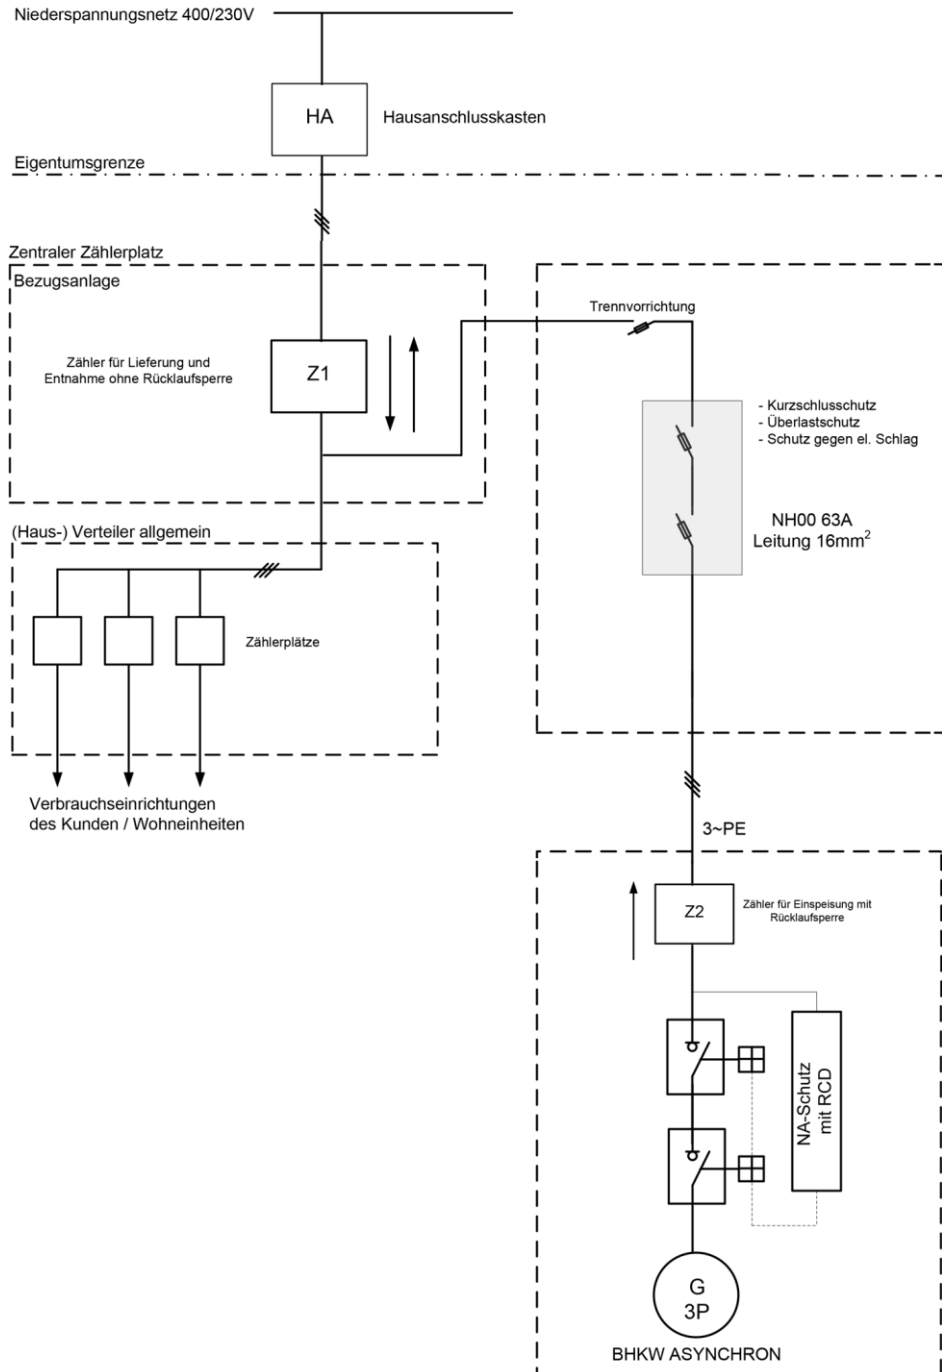 Niederspannungsnetz 400/230V
HA
Hausanschlusskasten
Eigentumsgrenze
Zentraler Zählerplatz
Bezugsanlage
Zähler für Lieferung und
Entnahme ohne Rücklaufsperre
Z1
Trennvorrichtung
- Kurzschlusschutz
- Überlastschutz
- Schutz gegen el. Schlag
NH00 63A
Leitung 16mm²
(Haus-) Verteiler allgemein
Zählerplätze
Verbrauchseinrichtungen
des Kunden / Wohneinheiten
3~PE
Z2
Zähler für Einspeisung mit
Rücklaufsperre
NA-Schutz
mit RCD
G
3P
BHKW ASYNCHRON